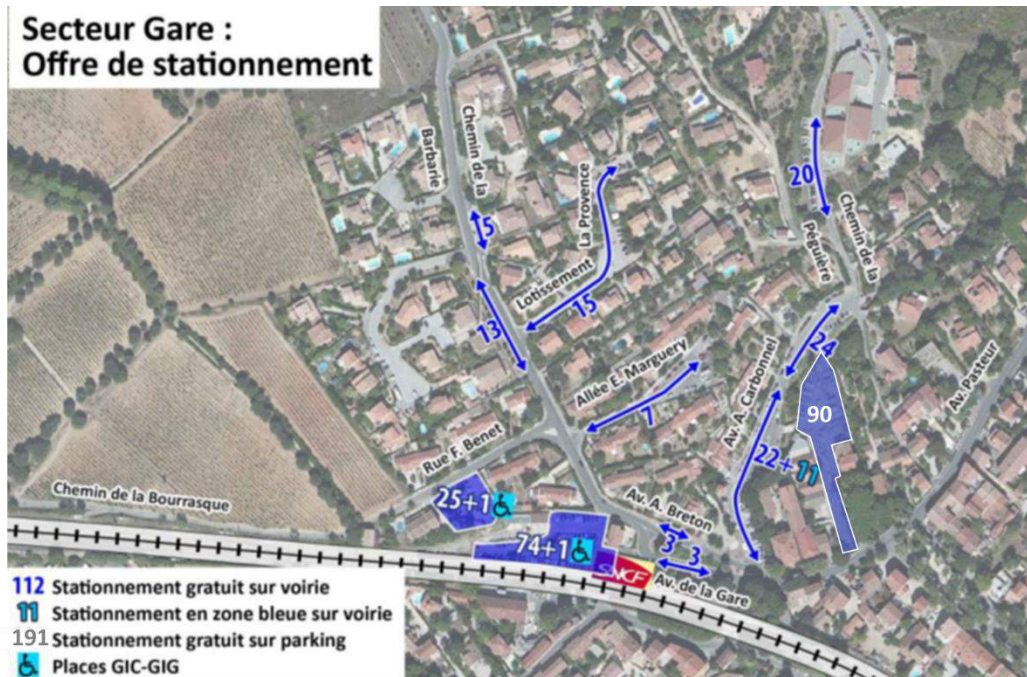 Secteur Gare :
Offre de stationnement
Chemin de la
Barbarie
5
13
Lotissement La Provence
15
20
Chemin de la
Péguière
24
Allée E. Marguery
7
Av. A. Carbonnel
22+11
90
Av. Pasteur
Rue F. Benet
25+1
Chemin de la Bourrasque
74+1
SNCF
Av. A. Breton
3
3
Av. de la Gare
112 Stationnement gratuit sur voirie
11 Stationnement en zone bleue sur voirie
191 Stationnement gratuit sur parking
Places GIC-GIG